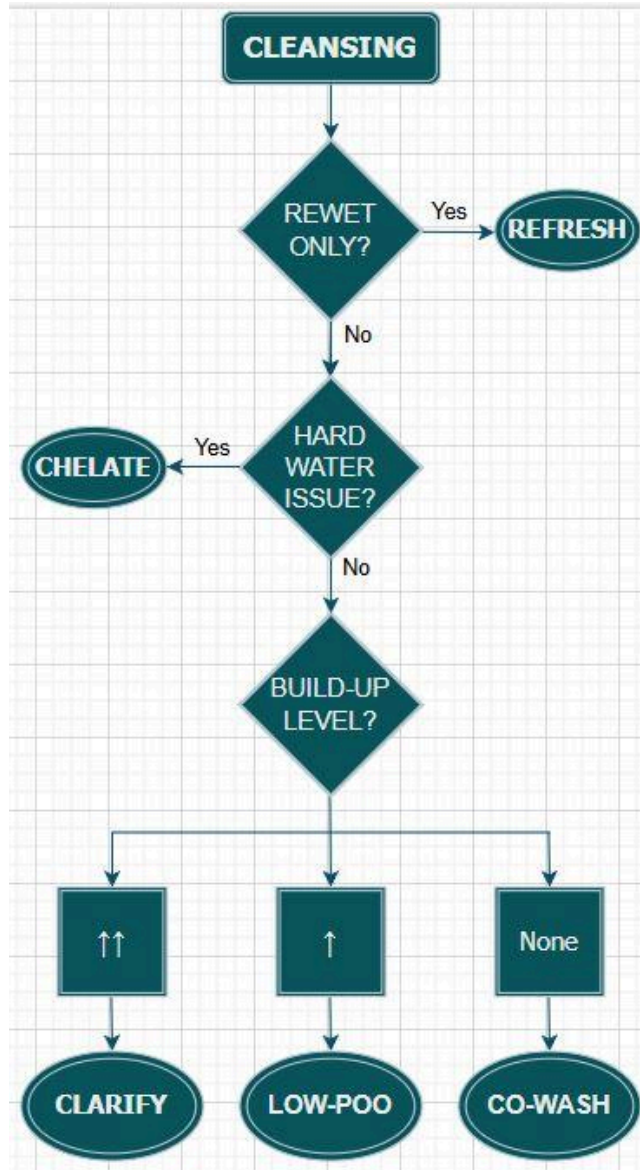 CLEANSING
REWET
ONLY?
Yes
REFRESH
No
HARD
WATER
ISSUE?
Yes
CHELATE
No
BUILD-UP
LEVEL?
↑↑
↑
None
CLARIFY
LOW-POO
CO-WASH